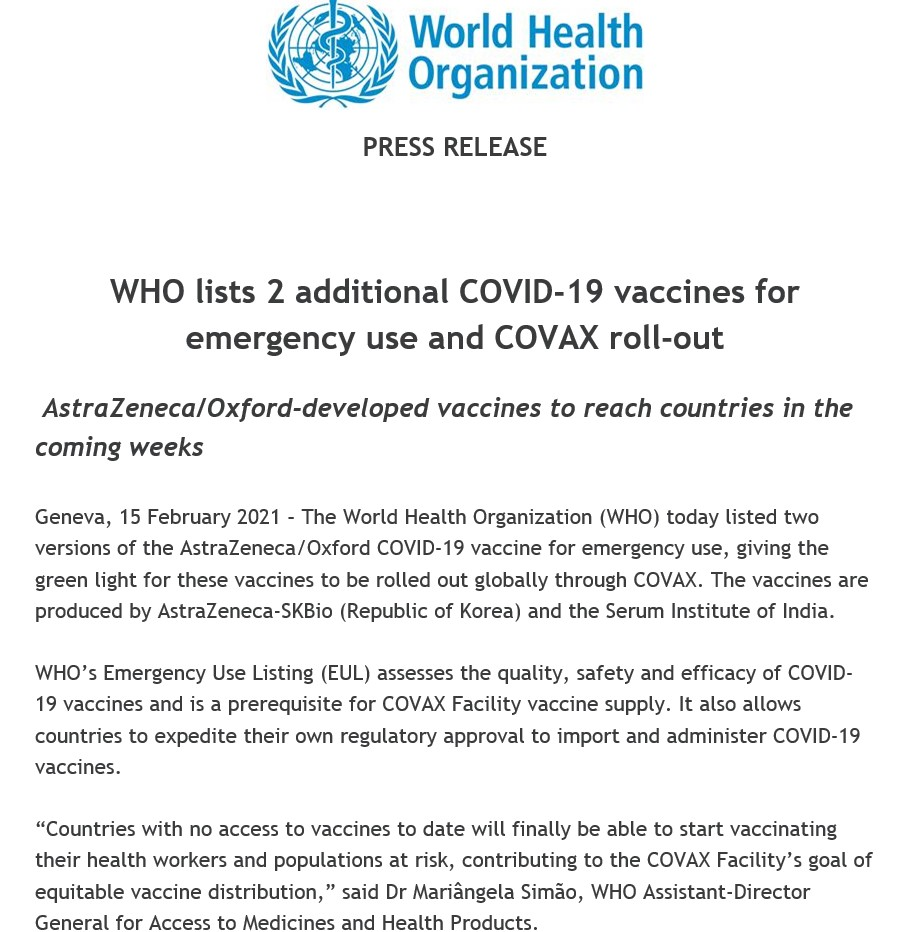 World Health
Organization
PRESS RELEASE
WHO lists 2 additional COVID-19 vaccines for
emergency use and COVAX roll-out
AstraZeneca/Oxford-developed vaccines to reach countries in the
coming weeks
Geneva, 15 February 2021 – The World Health Organization (WHO) today listed two
versions of the AstraZeneca/Oxford COVID-19 vaccine for emergency use, giving the
green light for these vaccines to be rolled out globally through COVAX. The vaccines are
produced by AstraZeneca-SKBio (Republic of Korea) and the Serum Institute of India.
WHO’s Emergency Use Listing (EUL) assesses the quality, safety and efficacy of COVID-
19 vaccines and is a prerequisite for COVAX Facility vaccine supply. It also allows
countries to expedite their own regulatory approval to import and administer COVID-19
vaccines.
“Countries with no access to vaccines to date will finally be able to start vaccinating
their health workers and populations at risk, contributing to the COVAX Facility’s goal of
equitable vaccine distribution,” said Dr Mariângela Simão, WHO Assistant-Director
General for Access to Medicines and Health Products.